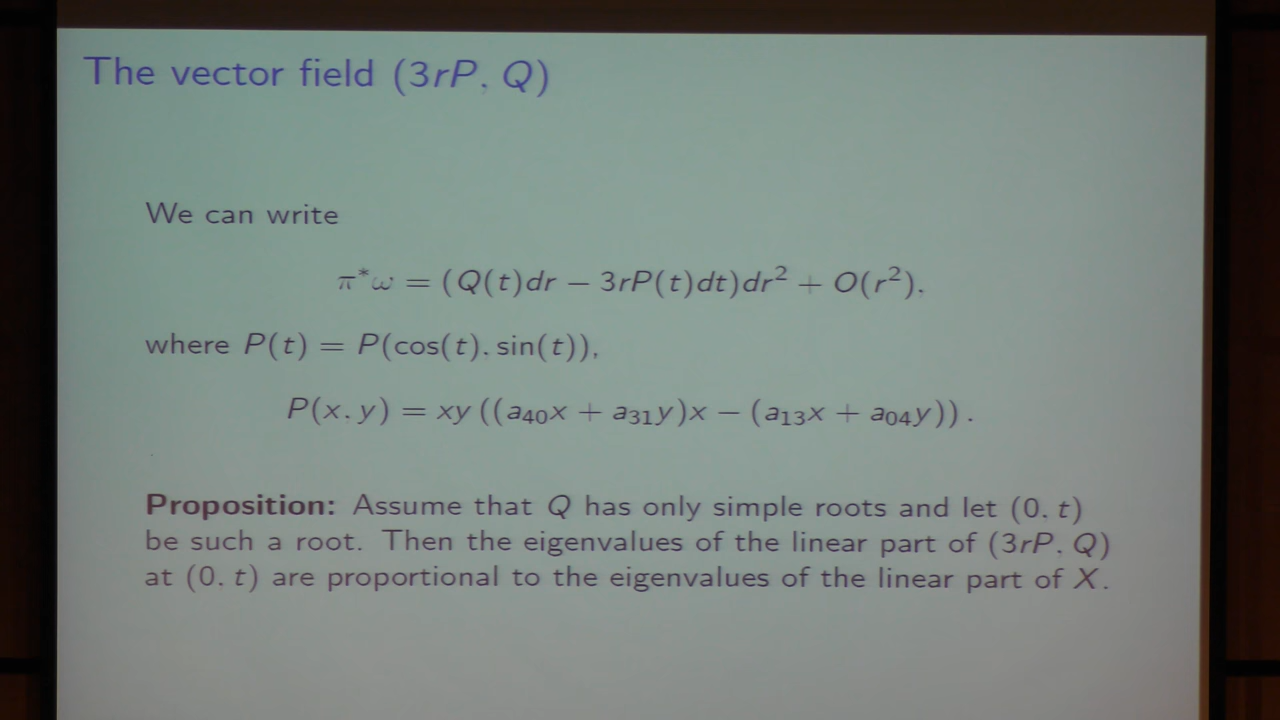 The vector field (3rP, Q)
We can write
π*ω = (Q(t)dr − 3rP(t)dt)dr² + O(r²).
where P(t) = P(cos(t), sin(t)),
P(x, y) = xy ((a₄₀x + a₃₁y)x − (a₁₃x + a₀₄y)) .
Proposition: Assume that Q has only simple roots and let (0, t)
be such a root. Then the eigenvalues of the linear part of (3rP, Q)
at (0, t) are proportional to the eigenvalues of the linear part of X.